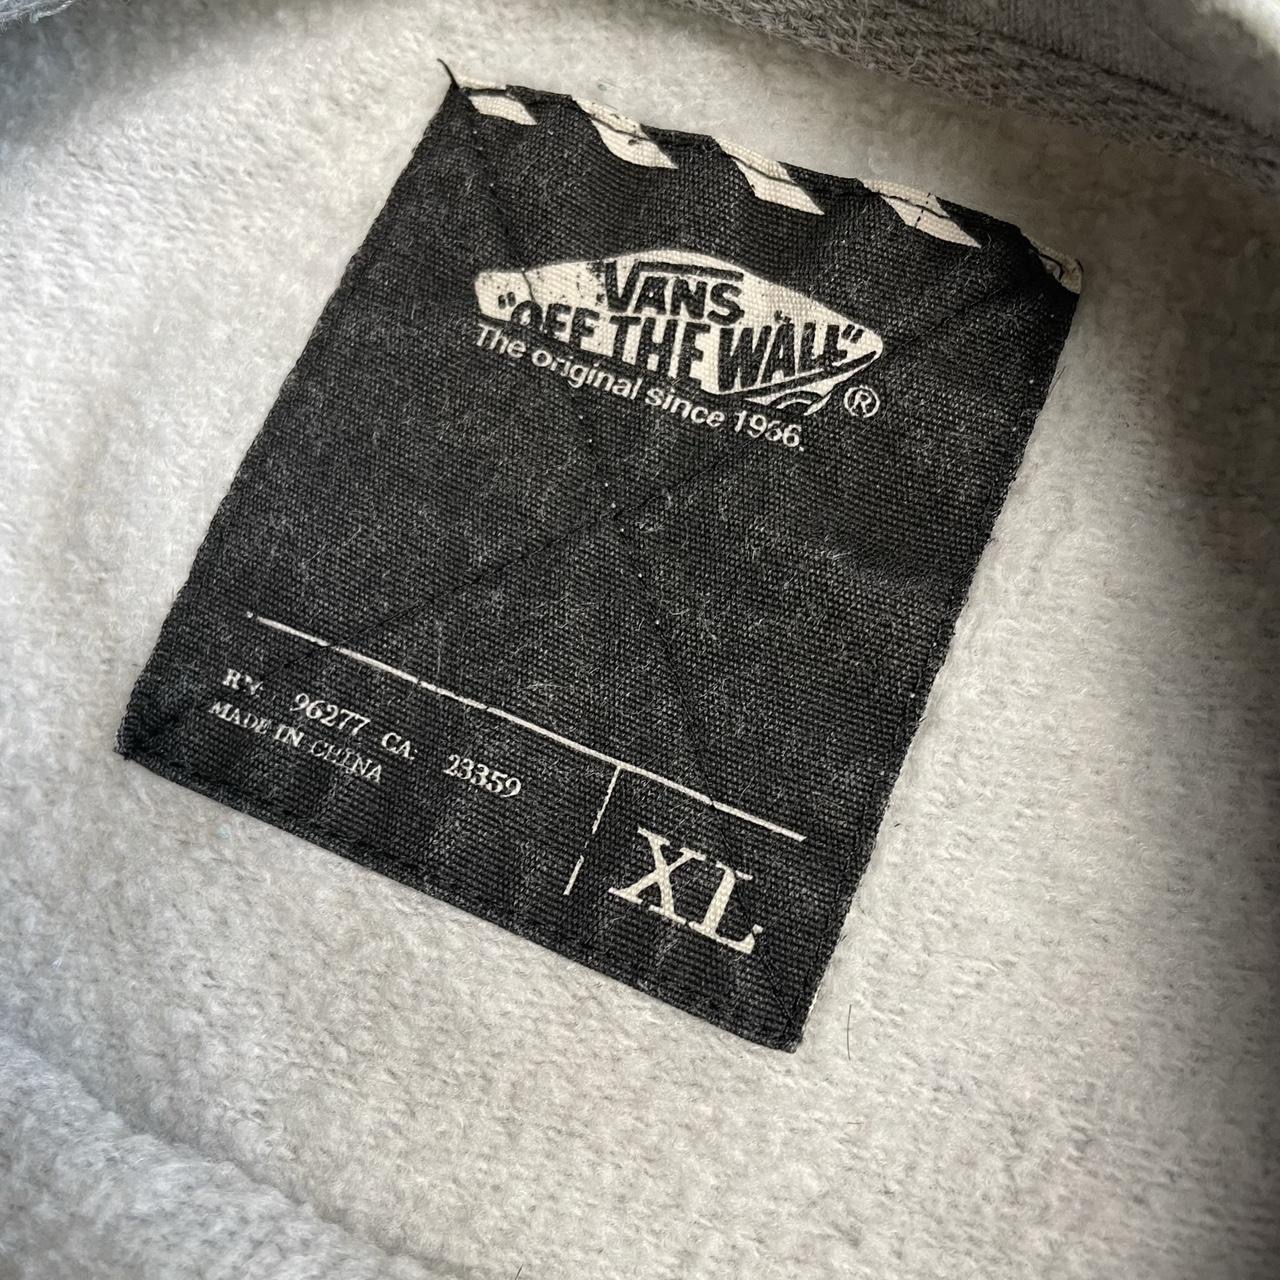 VANS
"OFF THE WALL"
®
The original since 1966.
RN: 96277 CA. 23359
MADE IN CHINA
XL